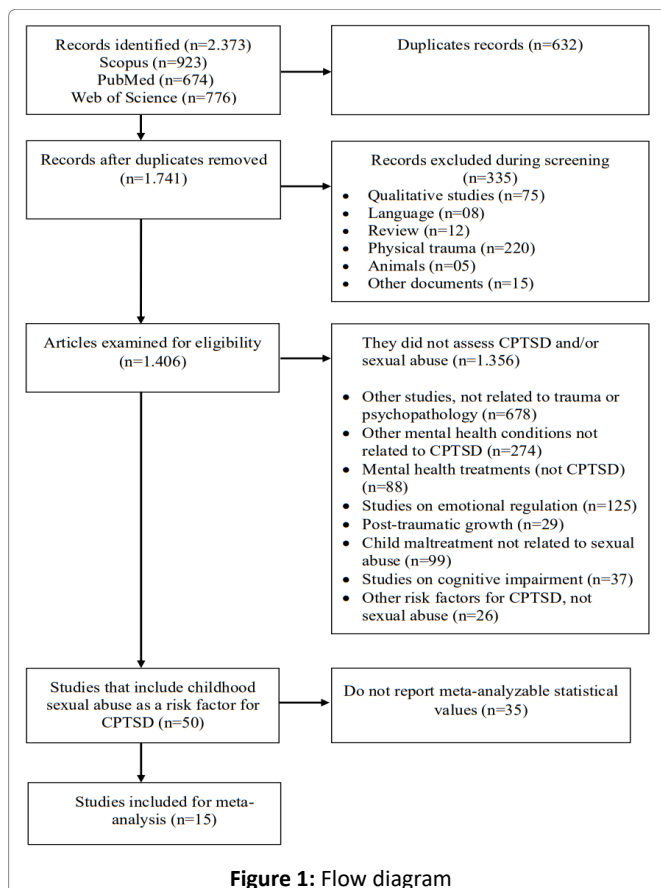 Records identified (n=2.373)
Scopus (n=923)
PubMed (n=674)
Web of Science (n=776)
Duplicates records (n=632)
Records after duplicates removed
(n=1.741)
Records excluded during screening
(n=335)
• Qualitative studies (n=75)
• Language (n=08)
• Review (n=12)
• Physical trauma (n=220)
• Animals (n=05)
• Other documents (n=15)
Articles examined for eligibility
(n=1.406)
They did not assess CPTSD and/or
sexual abuse (n=1.356)
• Other studies, not related to trauma or
psychopathology (n=678)
• Other mental health conditions not
related to CPTSD (n=274)
• Mental health treatments (not CPTSD)
(n=88)
• Studies on emotional regulation (n=125)
• Post-traumatic growth (n=29)
• Child maltreatment not related to sexual
abuse (n=99)
• Studies on cognitive impairment (n=37)
• Other risk factors for CPTSD, not
sexual abuse (n=26)
Studies that include childhood
sexual abuse as a risk factor for
CPTSD (n=50)
Do not report meta-analyzable statistical
values (n=35)
Studies included for meta-
analysis (n=15)
Figure 1: Flow diagram